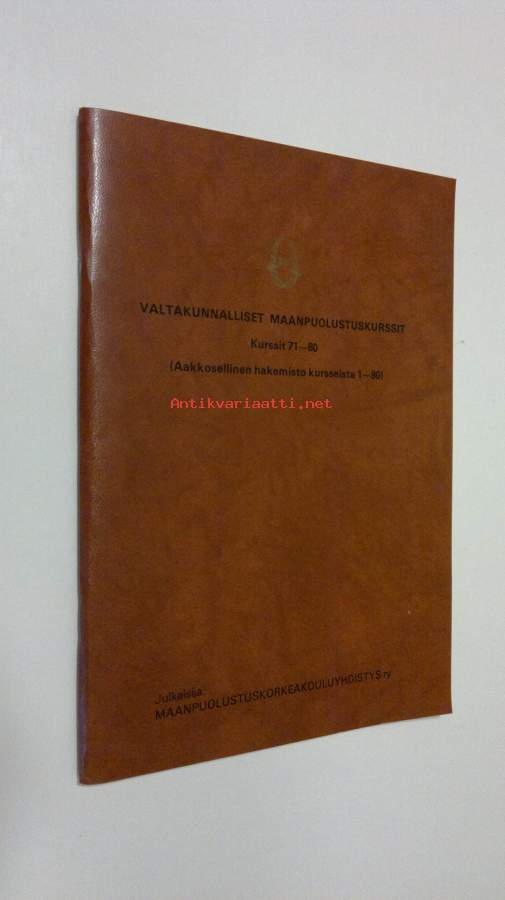 VALTAKUNNALLISET MAANPUOLUSTUSKURSSIT
Kurssit 71—80
(Aakkosellinen hakemisto kursseista 1—80)
Antikvariaatti.net
Julkaisija:
MAANPUOLUSTUSKORKEAKOULUYHDISTYS ry